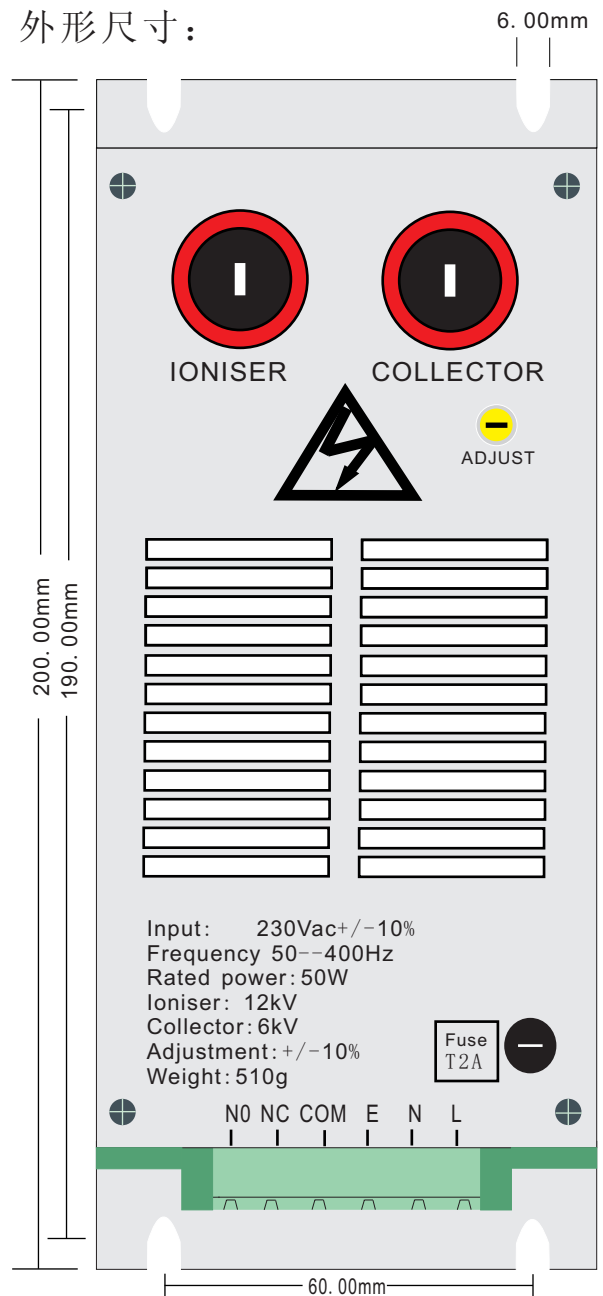 外形尺寸:
6.00mm
IONISER
COLLECTOR
ADJUST
200.00mm
190.00mm
Input: 230Vac+/-10%
Frequency 50--400Hz
Rated power:50W
Ioniser: 12kV
Collector:6kV
Adjustment:+/-10%
Weight:510g
Fuse
T2A
N0 NC COM E N L
60.00mm